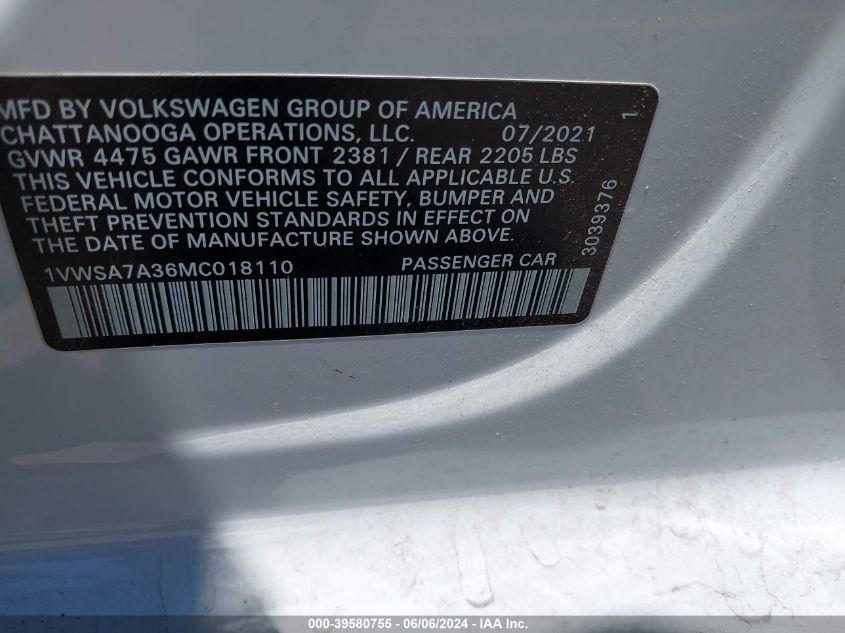 MFD BY VOLKSWAGEN GROUP OF AMERICA
CHATTANOOGA OPERATIONS, LLC. 07/2021
GVWR 4475 GAWR FRONT 2381 / REAR 2205 LBS
THIS VEHICLE CONFORMS TO ALL APPLICABLE U.S.
FEDERAL MOTOR VEHICLE SAFETY, BUMPER AND
THEFT PREVENTION STANDARDS IN EFFECT ON
THE DATE OF MANUFACTURE SHOWN ABOVE.
1VWSA7A36MC018110 PASSENGER CAR
3039376
1
000-39580755 - 06/06/2024 - IAA Inc.